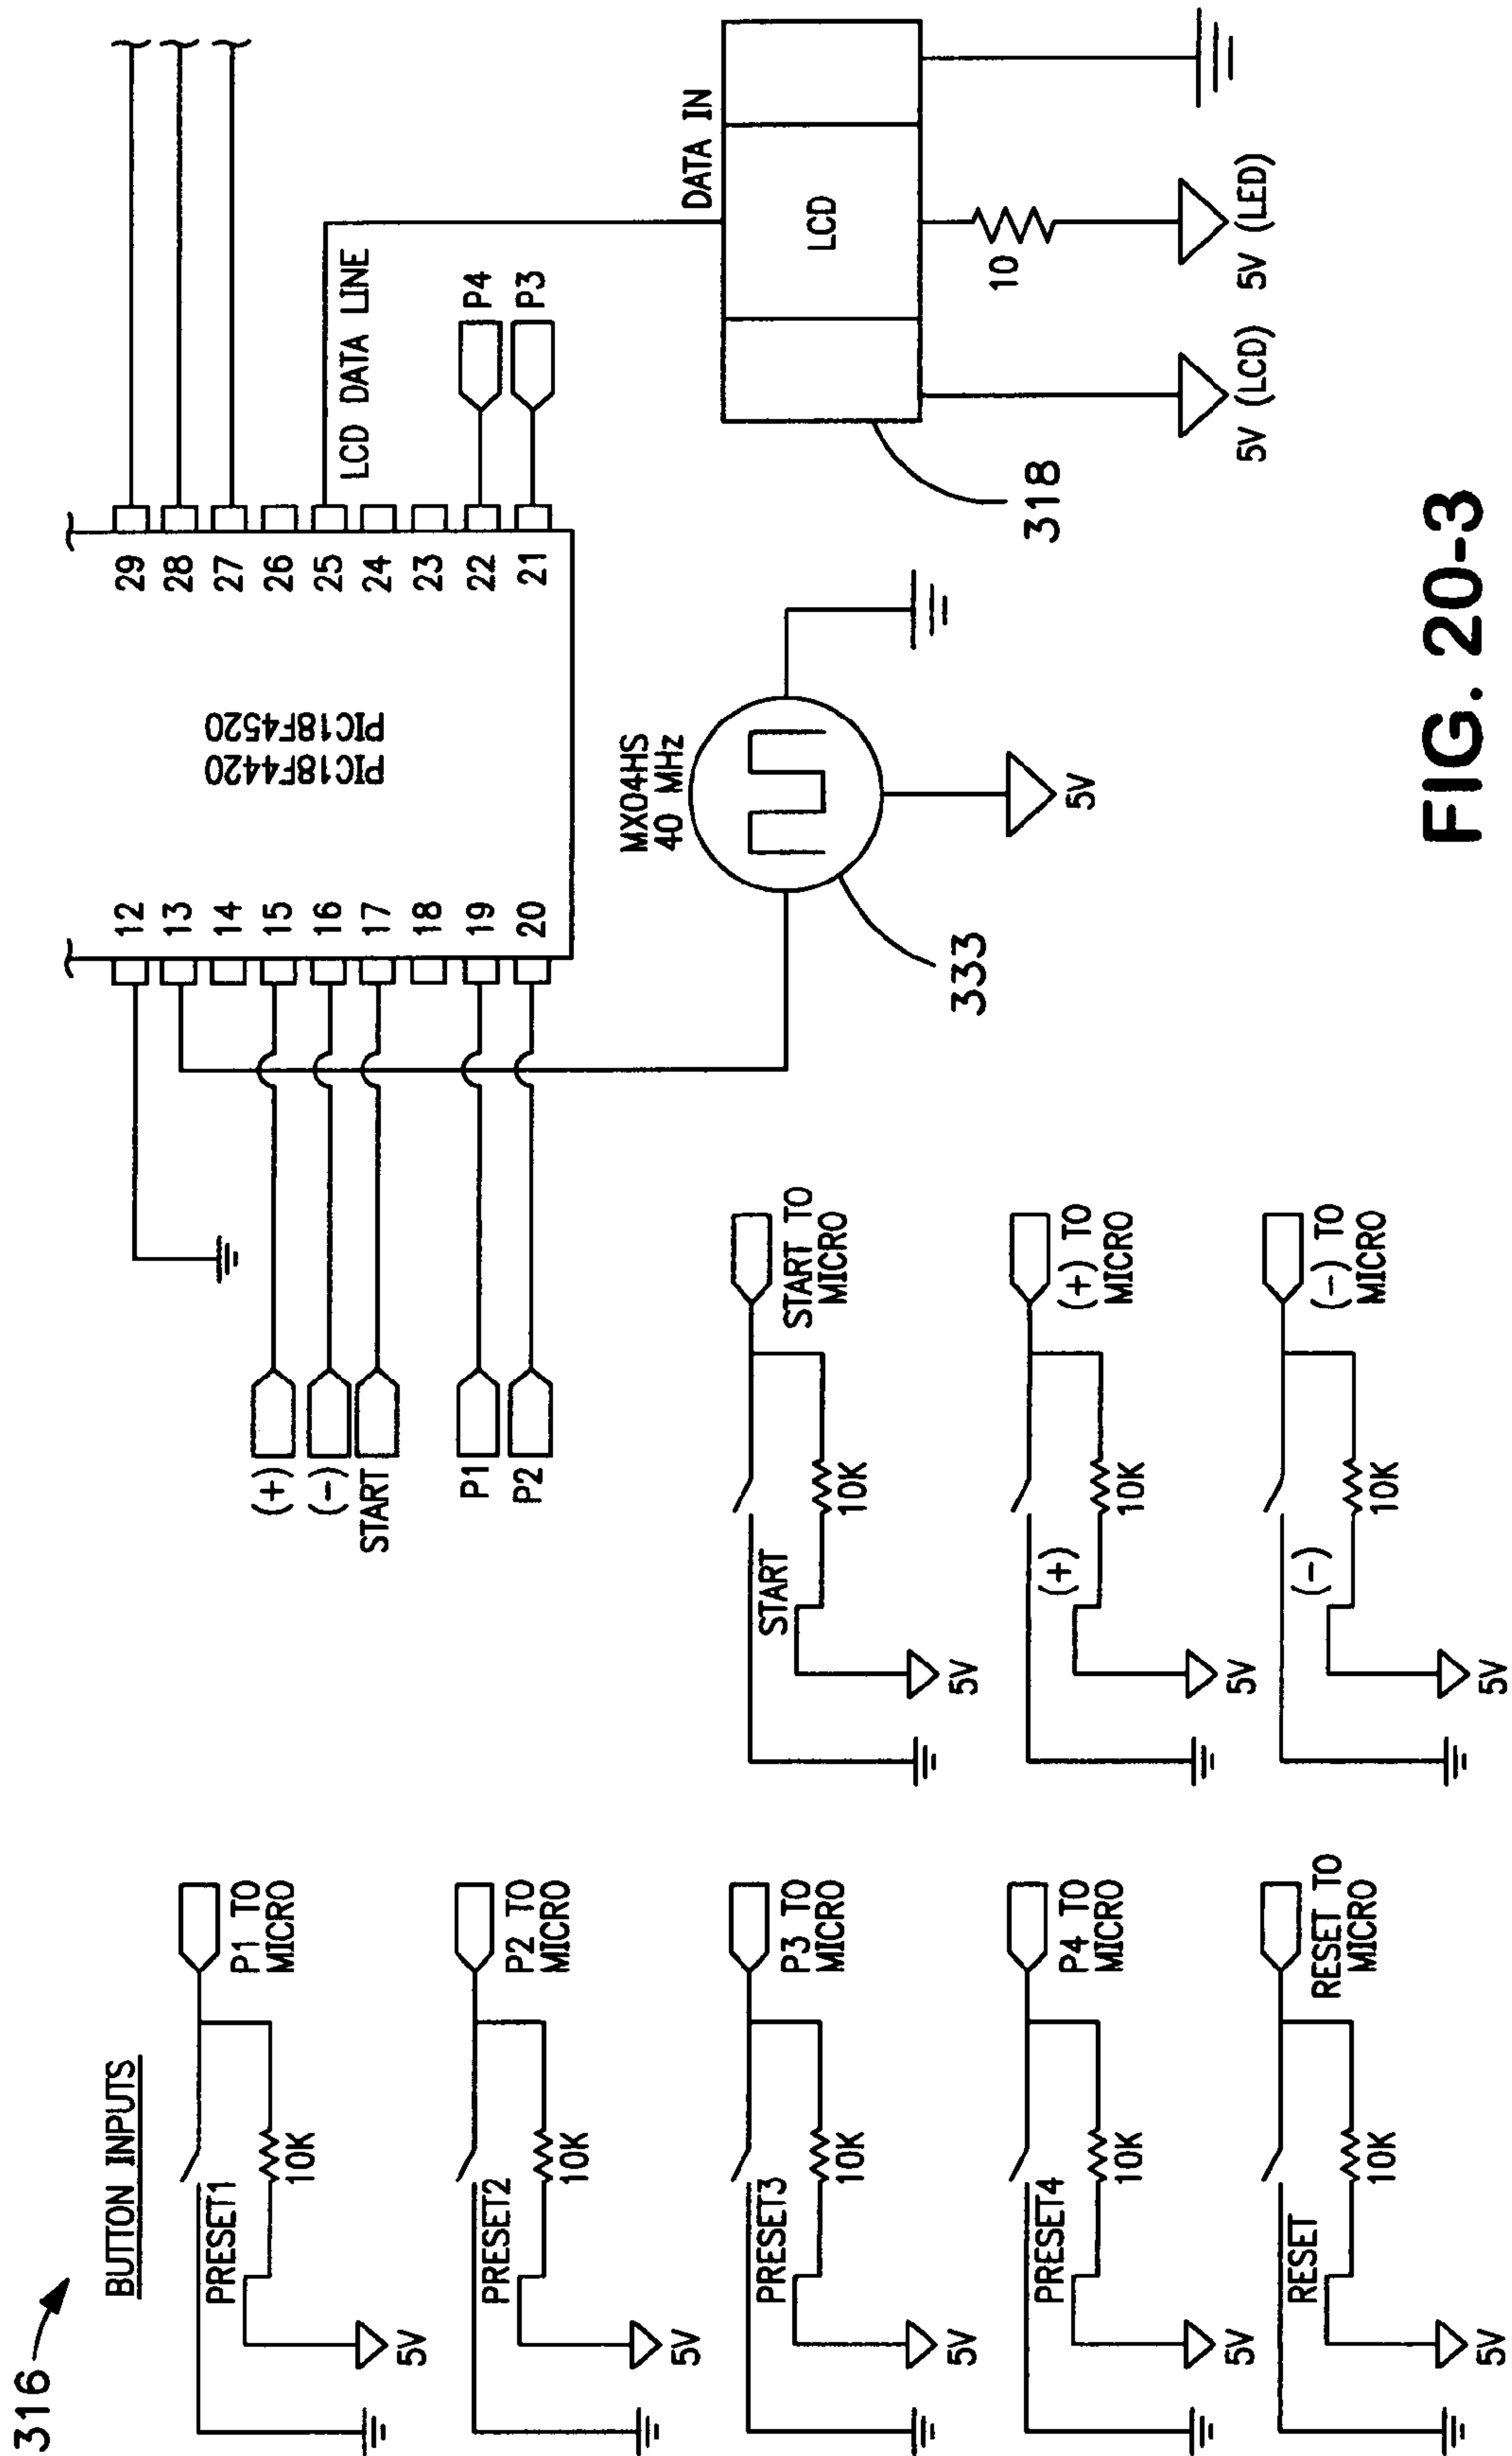 316
BUTTON INPUTS
PRESET1
10K
5V
P1 TO
MICRO
PRESET2
10K
5V
P2 TO
MICRO
PRESET3
10K
5V
P3 TO
MICRO
PRESET4
10K
5V
P4 TO
MICRO
RESET
10K
5V
RESET TO
MICRO
START
10K
5V
START TO
MICRO
(+)
10K
5V
(+) TO
MICRO
(-)
10K
5V
(-) TO
MICRO
(+)
(-)
START
P1
P2
12
13
14
15
16
17
18
19
20
PIC18F4420
PIC18F4520
29
28
27
26
25
24
23
22
21
LCD DATA LINE
P4
P3
MX04HS
40 MHz
5V
333
DATA IN
LCD
10
318
5V (LCD)
5V (LED)
FIG. 20-3